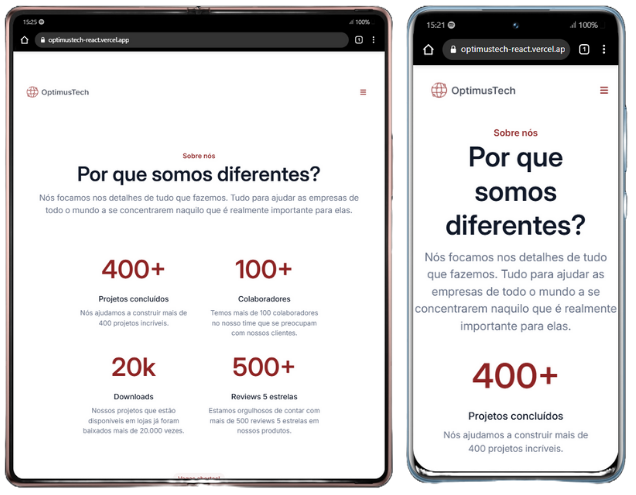 15:25
100%
optimustech-react.vercel.app
1
OptimusTech
Sobre nós
Por que somos diferentes?
Nós focamos nos detalhes de tudo que fazemos. Tudo para ajudar as empresas de
todo o mundo a se concentrarem naquilo que é realmente importante para elas.
400+
Projetos concluídos
Nós ajudamos a construir mais de
400 projetos incríveis.
100+
Colaboradores
Temos mais de 100 colaboradores
no nosso time que se preocupam
com nossos clientes.
20k
Downloads
Nossos projetos que estão
disponíveis em lojas já foram
baixados mais de 20.000 vezes.
500+
Reviews 5 estrelas
Estamos orgulhosos de contar com
mais de 500 reviews 5 estrelas em
nossos produtos.
15:21
100%
optimustech-react.vercel.ap
1
OptimusTech
Sobre nós
Por que
somos
diferentes?
Nós focamos nos detalhes de tudo
que fazemos. Tudo para ajudar as
empresas de todo o mundo a se
concentrarem naquilo que é realmente
importante para elas.
400+
Projetos concluídos
Nós ajudamos a construir mais de
400 projetos incríveis.